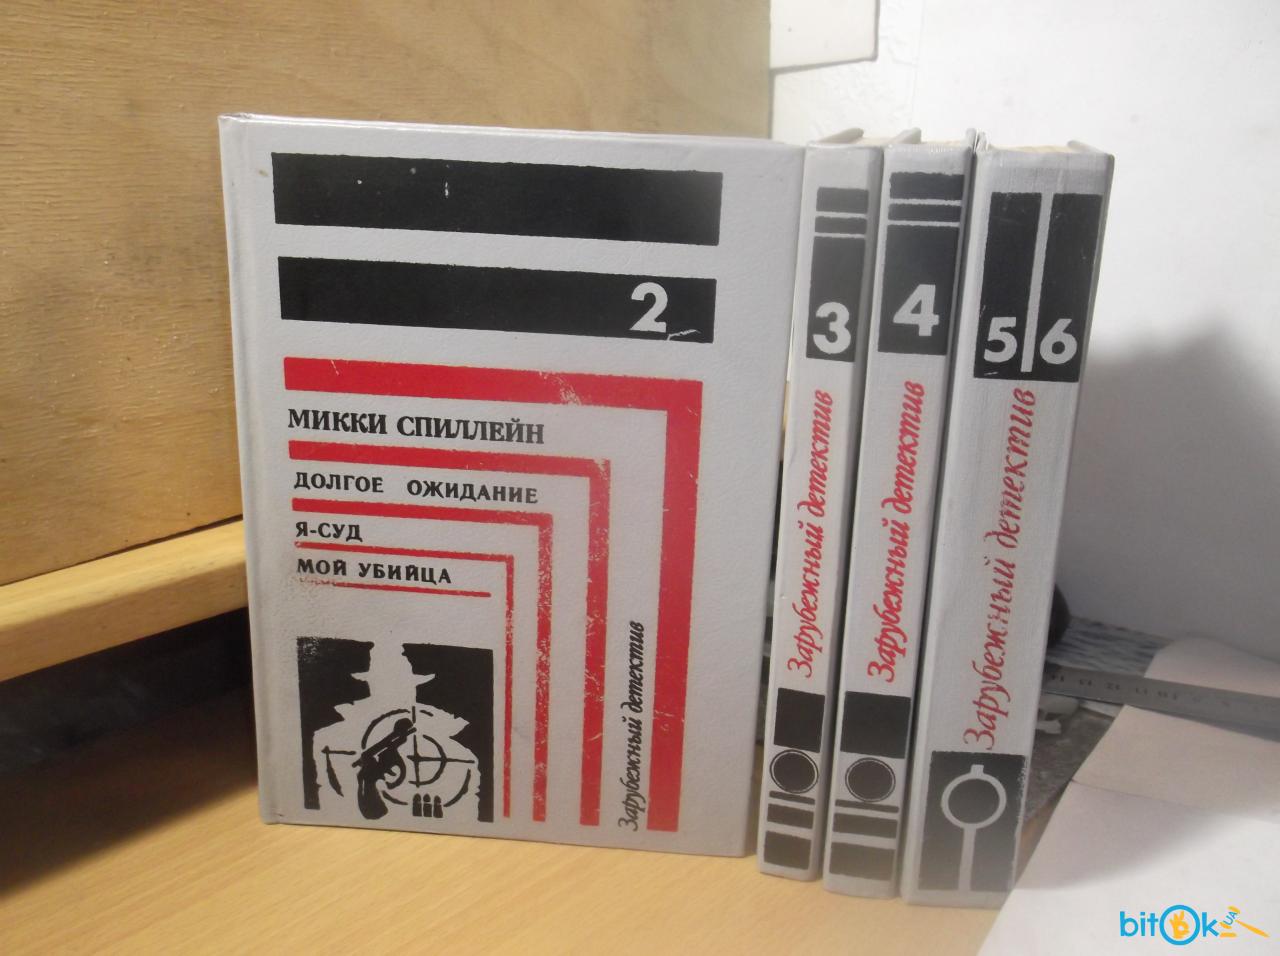 2
МИККИ СПИЛЛЕЙН
ДОЛГОЕ ОЖИДАНИЕ
Я-СУД
МОЙ УБИЙЦА
Зарубежный детектив
3
Зарубежный детектив
4
Зарубежный детектив
5/6
Зарубежный детектив
bitOk UA